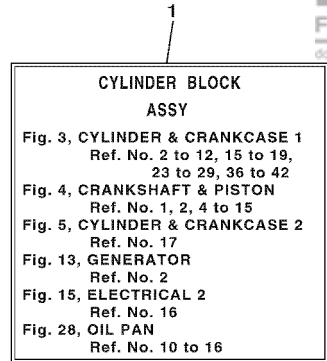 1
CYLINDER BLOCK
ASSY
Fig. 3, CYLINDER & CRANKCASE 1
Ref. No. 2 to 12, 15 to 19,
23 to 29, 36 to 42
Fig. 4, CRANKSHAFT & PISTON
Ref. No. 1, 2, 4 to 15
Fig. 5, CYLINDER & CRANKCASE 2
Ref. No. 17
Fig. 13, GENERATOR
Ref. No. 2
Fig. 15, ELECTRICAL 2
Ref. No. 16
Fig. 28, OIL PAN
Ref. No. 10 to 16